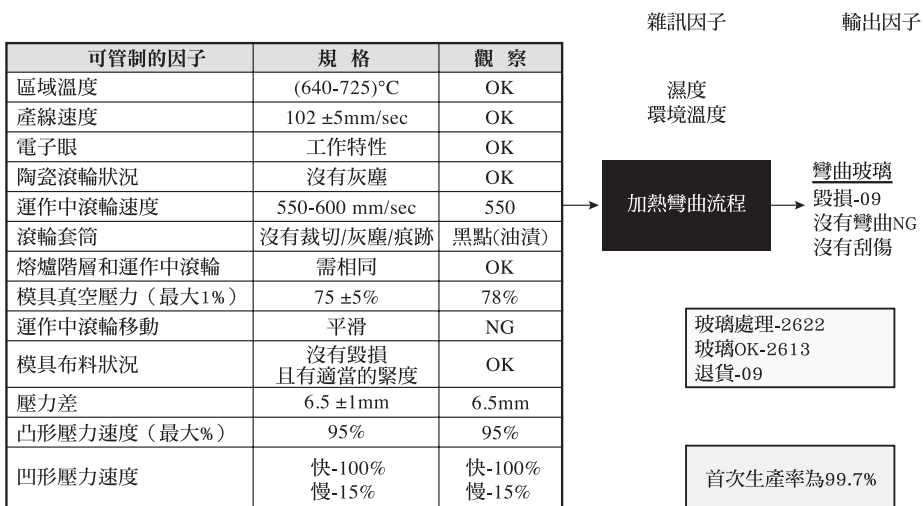 雜訊因子 輸出因子
可管制的因子 規 格 觀 察
區域溫度 (640-725)°C OK
產線速度 102 ±5mm/sec OK
電子眼 工作特性 OK
陶瓷滾輪狀況 沒有灰塵 OK
運作中滾輪速度 550-600 mm/sec 550
滾輪套筒 沒有裁切/灰塵/痕跡 黑點(油漬)
熔爐階層和運作中滾輪 需相同 OK
模具真空壓力（最大1%） 75 ±5% 78%
運作中滾輪移動 平滑 NG
模具布料狀況 沒有毀損
且有適當的緊度 OK
壓力差 6.5 ±1mm 6.5mm
凸形壓力速度（最大%） 95% 95%
凹形壓力速度 快-100% 快-100%
慢-15% 慢-15%
濕度
環境溫度
加熱彎曲流程
彎曲玻璃
毀損-09
沒有彎曲NG
沒有刮傷
玻璃處理-2622
玻璃OK-2613
退貨-09
首次生產率為99.7%